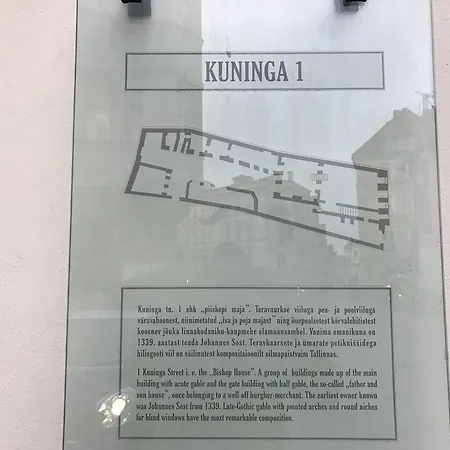 KUNINGA 1
Kuninga tn. 1 ehk „piiskopi maja". Teravnurkse viiluga pea- ja poolviiluga
väravahoonest, niinimetatud „isa ja poja majast" ning õuepealsetest kõrvalehitistest
koosnev jõuka linnakodaniku-kaupmehe elamuansambel. Vanima omanikuna on
1339. aastast teada Johannes Sost. Teravkaarsete ja ümarate petikniššidega
hilisgooti viil on säilinutest kompositsioonilt silmapaistvaim Tallinnas.
1 Kuninga Street i. e. the „Bishop House". A group of buildings made up of the main
building with acute gable and the gate building with half gable, the so-called „father and
son house", once belonging to a well-off burgher-merchant. The earliest owner known
was Johannes Sost from 1339. Late-Gothic gable with pointed arches and round niches
for blind windows have the most remarkable composition.